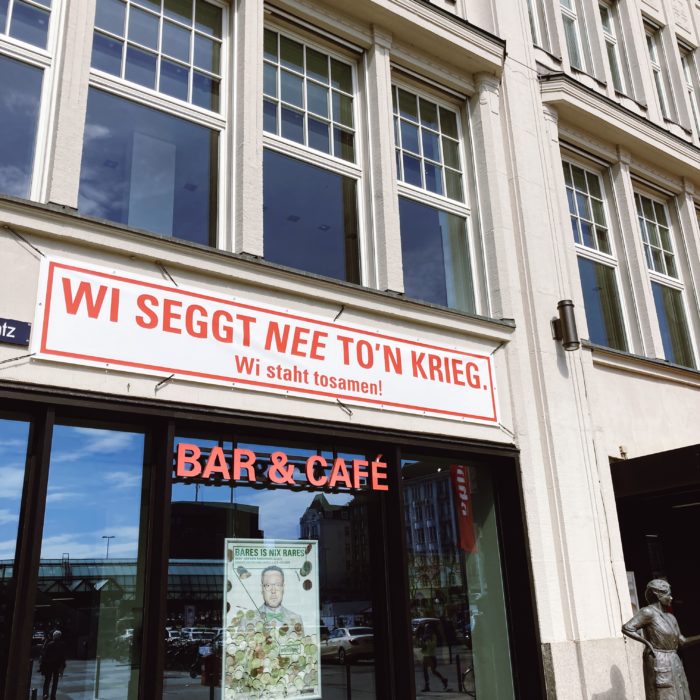 WI SEGGT NEE TO'N KRIEG.
Wi staht tosamen!
BAR & CAFÉ
BARES IS NIX RARES